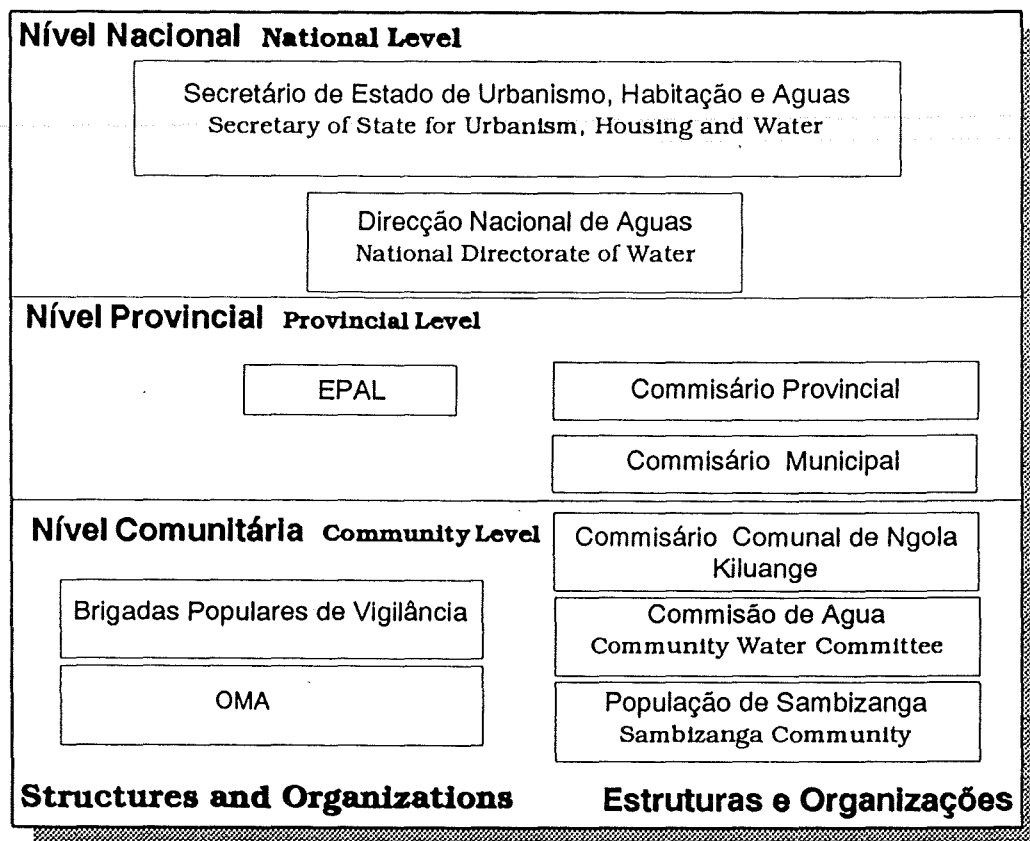 Nível Nacional National Level
Secretário de Estado de Urbanismo, Habitação e Aguas
Secretary of State for Urbanism, Housing and Water
Direcção Nacional de Aguas
National Directorate of Water
Nível Provincial Provincial Level
EPAL
Commisário Provincial
Commisário Municipal
Nível Comunitária Community Level
Commisário Comunal de Ngola
Kiluange
Brigadas Populares de Vigilância
Commisão de Agua
Community Water Committee
OMA
População de Sambizanga
Sambizanga Community
Structures and Organizations
Estruturas e Organizações